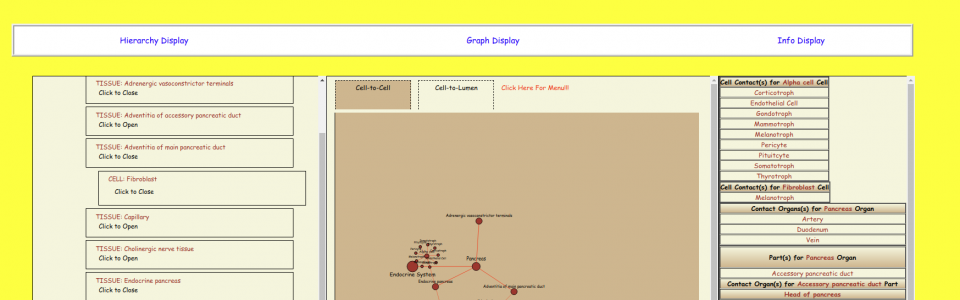 Hierarchy Display
Graph Display
Info Display
TISSUE: Adrenergic vasoconstrictor terminals
Click to Close
TISSUE: Adventitia of accessory pancreatic duct
Click to Open
TISSUE: Adventitia of main pancreatic duct
Click to Close
CELL: Fibroblast
Click to Close
TISSUE: Capillary
Click to Open
TISSUE: Cholinergic nerve tissue
Click to Open
TISSUE: Endocrine pancreas
Click to Close
Cell-to-Cell
Cell-to-Lumen
Click Here For Menu!!!
Adrenergic vasoconstrictor terminals
Pancreas
Endocrine System
Endocrine pancreas
Adventitia of main pancreatic duct
Cell Contact(s) for Alpha cell Cell
Corticotroph
Endothelial Cell
Gondotroph
Mammotroph
Melanotroph
Pericyte
Pituitcyte
Somatotroph
Thyrotroph
Cell Contact(s) for Fibroblast Cell
Melanotroph
Contact Organs(s) for Pancreas Organ
Artery
Duodenum
Vein
Part(s) for Pancreas Organ
Accessory pancreatic duct
Contact Organ(s) for Accessory pancreatic duct Part
Head of pancreas